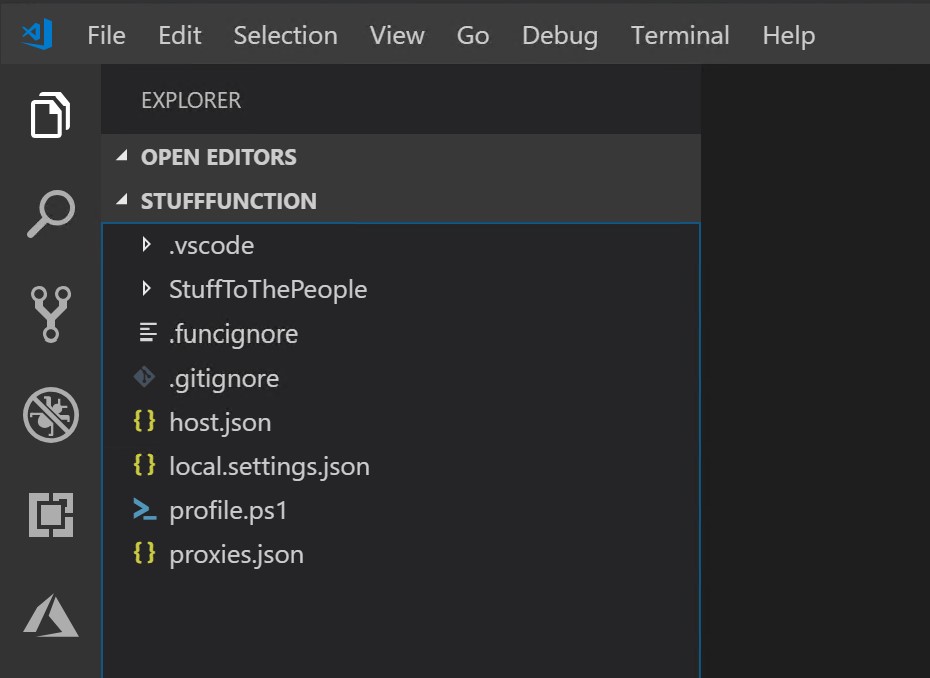 File Edit Selection View Go Debug Terminal Help
EXPLORER
OPEN EDITORS
STUFFFUNCTION
.vscode
StuffToThePeople
.funcignore
.gitignore
host.json
local.settings.json
profile.ps1
proxies.json